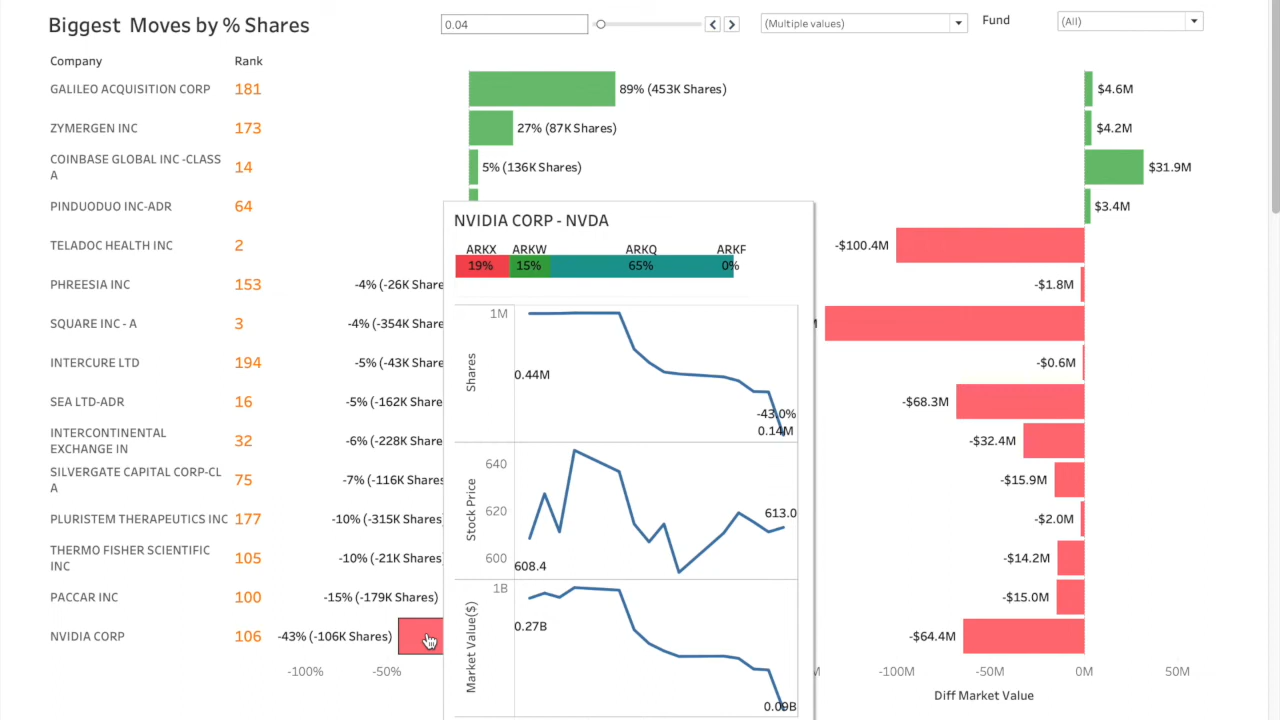 Biggest Moves by % Shares
0.04
(Multiple values)
Fund
(All)
Company
Rank
GALILEO ACQUISITION CORP 181 89% (453K Shares) $4.6M
ZYMERGEN INC 173 27% (87K Shares) $4.2M
COINBASE GLOBAL INC -CLASS
A
14 5% (136K Shares) $31.9M
PINDUODUO INC-ADR 64 $3.4M
TELADOC HEALTH INC 2 -$100.4M
PHREESIA INC 153 -4% (-26K Share -$1.8M
SQUARE INC - A 3 -4% (-354K Share
INTERCURE LTD 194 -5% (-43K Share -$0.6M
SEA LTD-ADR 16 -5% (-162K Share -$68.3M
INTERCONTINENTAL
EXCHANGE IN
32 -6% (-228K Share -$32.4M
SILVERGATE CAPITAL CORP-CL
A
75 -7% (-116K Share -$15.9M
PLURISTEM THERAPEUTICS INC 177 -10% (-315K Shares -$2.0M
THERMO FISHER SCIENTIFIC
INC
105 -10% (-21K Shares) -$14.2M
PACCAR INC 100 -15% (-179K Shares) -$15.0M
NVIDIA CORP 106 -43% (-106K Shares) -$64.4M
-100% -50%
-100M -50M 0M 50M
Diff Market Value
NVIDIA CORP - NVDA
ARKX ARKW ARKQ ARKF
19% 15% 65% 0%
Shares
1M
0.44M
-43.0%
0.14M
Stock Price
640
620
600
613.0
608.4
Market Value($)
1B
0.27B
0.09B